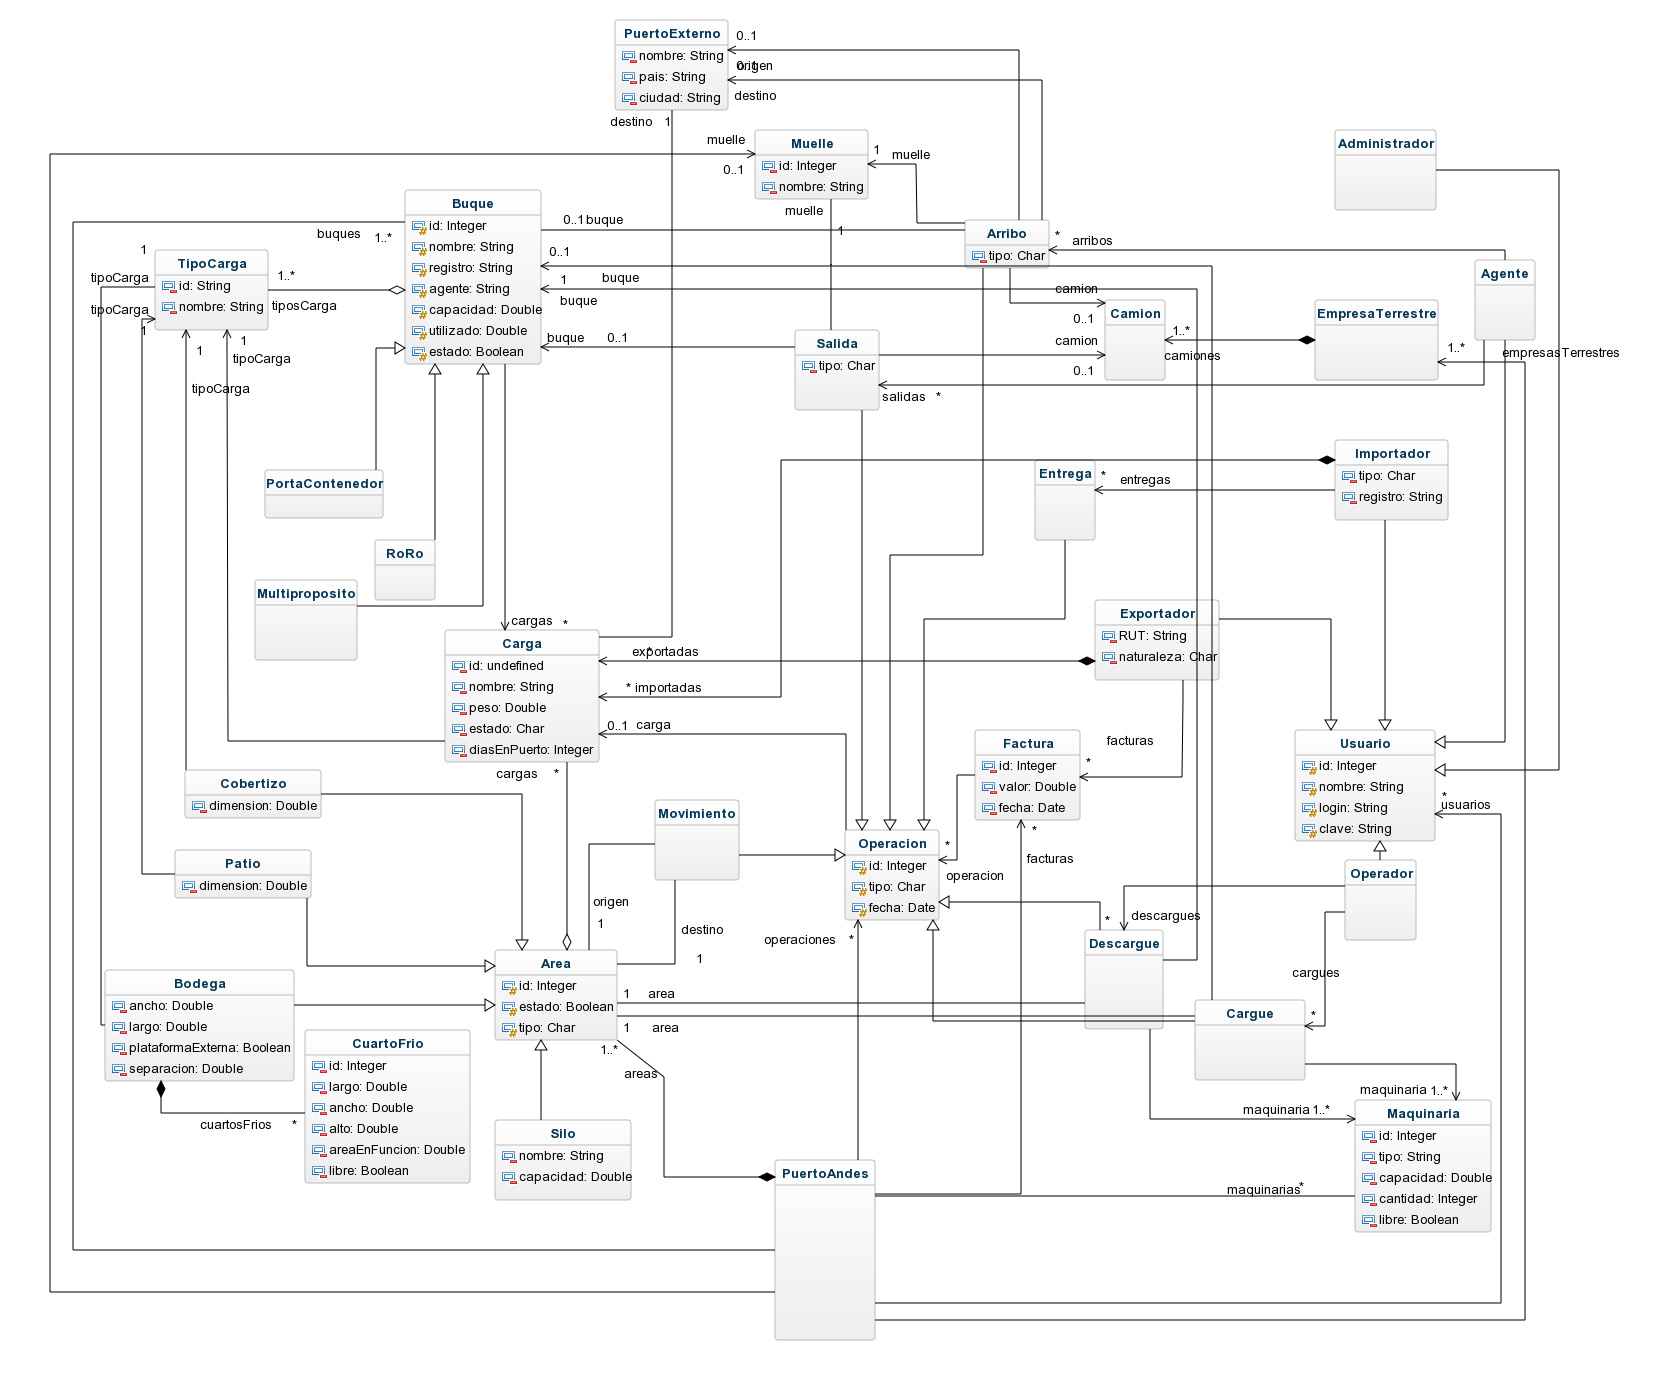 PuertoExterno
nombre: String
pais: String
ciudad: String
0..1
origen
0..1
destino
destino
1
muelle
0..1
Muelle
id: Integer
nombre: String
1
muelle
muelle
1
Administrador
Buque
id: Integer
nombre: String
registro: String
agente: String
capacidad: Double
utilizado: Double
estado: Boolean
buques
1..*
0..1
buque
0..1
1
buque
buque
buque
0..1
Arribo
tipo: Char
*
arribos
Agente
1
tipoCarga
tipoCarga
1
TipoCarga
id: String
nombre: String
1..*
tiposCarga
1
tipoCarga
1
tipoCarga
camion
0..1
Camion
camion
0..1
1..*
camiones
EmpresaTerrestre
1..*
empresasTerrestres
Salida
tipo: Char
salidas
*
PortaContenedor
RoRo
Multiproposito
Entrega
*
entregas
Importador
tipo: Char
registro: String
cargas
*
Carga
id: undefined
nombre: String
peso: Double
estado: Char
diasEnPuerto: Integer
exportadas
*
* importadas
0..1
carga
cargas
*
Exportador
RUT: String
naturaleza: Char
Factura
id: Integer
valor: Double
fecha: Date
facturas
*
*
facturas
Usuario
id: Integer
nombre: String
login: String
clave: String
*
usuarios
Cobertizo
dimension: Double
Patio
dimension: Double
Movimiento
origen
1
destino
1
Operacion
id: Integer
tipo: Char
fecha: Date
*
operacion
operaciones
*
Operador
*
descargues
Descargue
cargues
*
Cargue
Area
id: Integer
estado: Boolean
tipo: Char
1
area
1
area
1..*
areas
Bodega
ancho: Double
largo: Double
plataformaExterna: Boolean
separacion: Double
cuartosFrios
*
CuartoFrio
id: Integer
largo: Double
ancho: Double
alto: Double
areaEnFuncion: Double
libre: Boolean
Silo
nombre: String
capacidad: Double
PuertoAndes
maquinaria 1..*
maquinaria 1..*
maquinarias
*
Maquinaria
id: Integer
tipo: String
capacidad: Double
cantidad: Integer
libre: Boolean